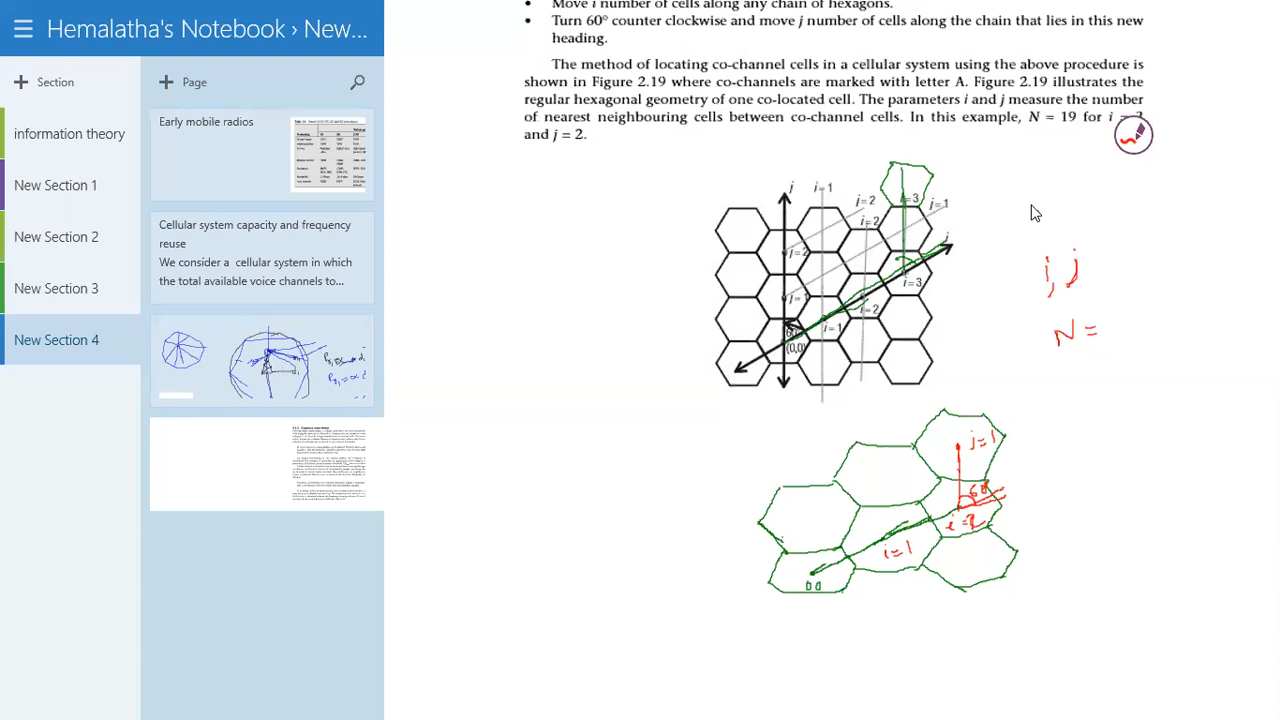 Hemalatha's Notebook › New...
Section
Page
information theory
New Section 1
New Section 2
New Section 3
New Section 4
Early mobile radios
Cellular system capacity and frequency
reuse
We consider a cellular system in which
the total available voice channels to...
• Move i number of cells along any chain of hexagons.
• Turn 60° counter clockwise and move j number of cells along the chain that lies in this new
heading.
The method of locating co-channel cells in a cellular system using the above procedure is
shown in Figure 2.19 where co-channels are marked with letter A. Figure 2.19 illustrates the
regular hexagonal geometry of one co-located cell. The parameters i and j measure the number
of nearest neighbouring cells between co-channel cells. In this example, N = 19 for i =
and j = 2.
j
i=1
j=2
i=3
j=1
i=2
j=2
i
i=3
j=1
i=2
i=1
60
(0,0)
i, j
N =
j=1
60
i=2
i=1
00